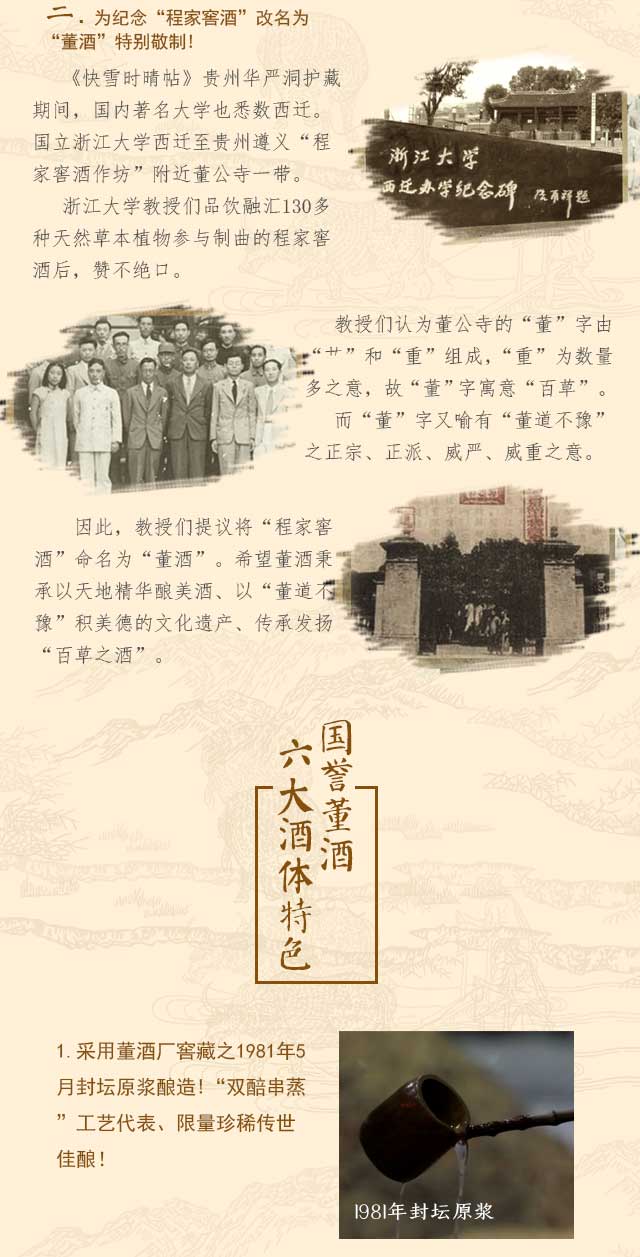 二.为纪念“程家窖酒”改名为
“董酒”特别敬制!
《快雪时晴帖》贵州华严洞护藏
期间,国内著名大学也悉数西迁。
国立浙江大学西迁至贵州遵义“程
家窖酒作坊”附近董公寺一带。
浙江大学教授们品饮融汇130多
种天然草本植物参与制曲的程家窖
酒后,赞不绝口。
浙江大学
西迁办学纪念碑
教授们认为董公寺的“董”字由
“艹”和“重”组成,“重”为数量
多之意,故“董”字寓意“百草”。
而“董”字又喻有“董道不豫”
之正宗、正派、威严、威重之意。
因此,教授们提议将“程家窖
酒”命名为“董酒”。希望董酒秉
承以天地精华酿美酒、以“董道不
豫”积美德的文化遗产、传承发扬
“百草之酒”。
国誉董酒
六大酒体特色
1.采用董酒厂窖藏之1981年5
月封坛原浆酿造!“双醅串蒸
”工艺代表、限量珍稀传世
佳酿!
1981年封坛原浆